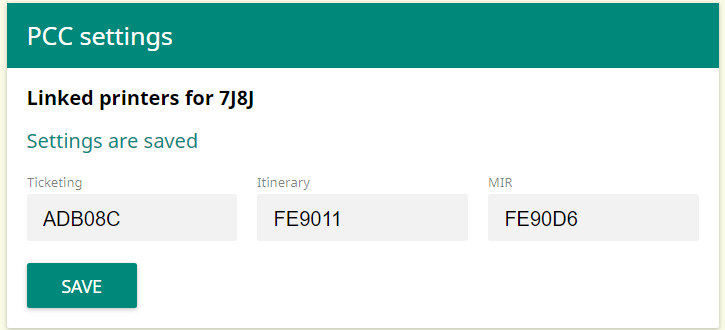 PCC settings
Linked printers for 7J8J
Settings are saved
Ticketing Itinerary MIR
ADB08C FE9011 FE90D6
SAVE